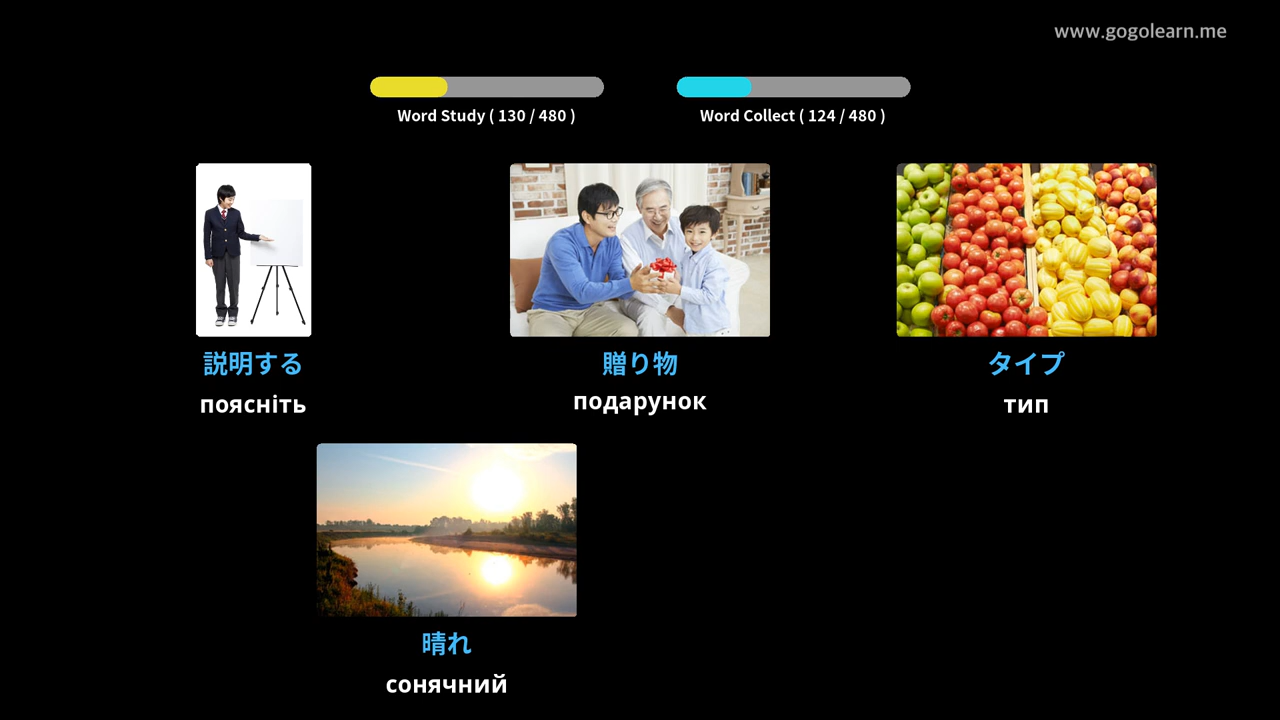 www.gogolearn.me
Word Study ( 130 / 480 )
Word Collect ( 124 / 480 )
説明する
поясніть
贈り物
подарунок
タイプ
тип
晴れ
сонячний